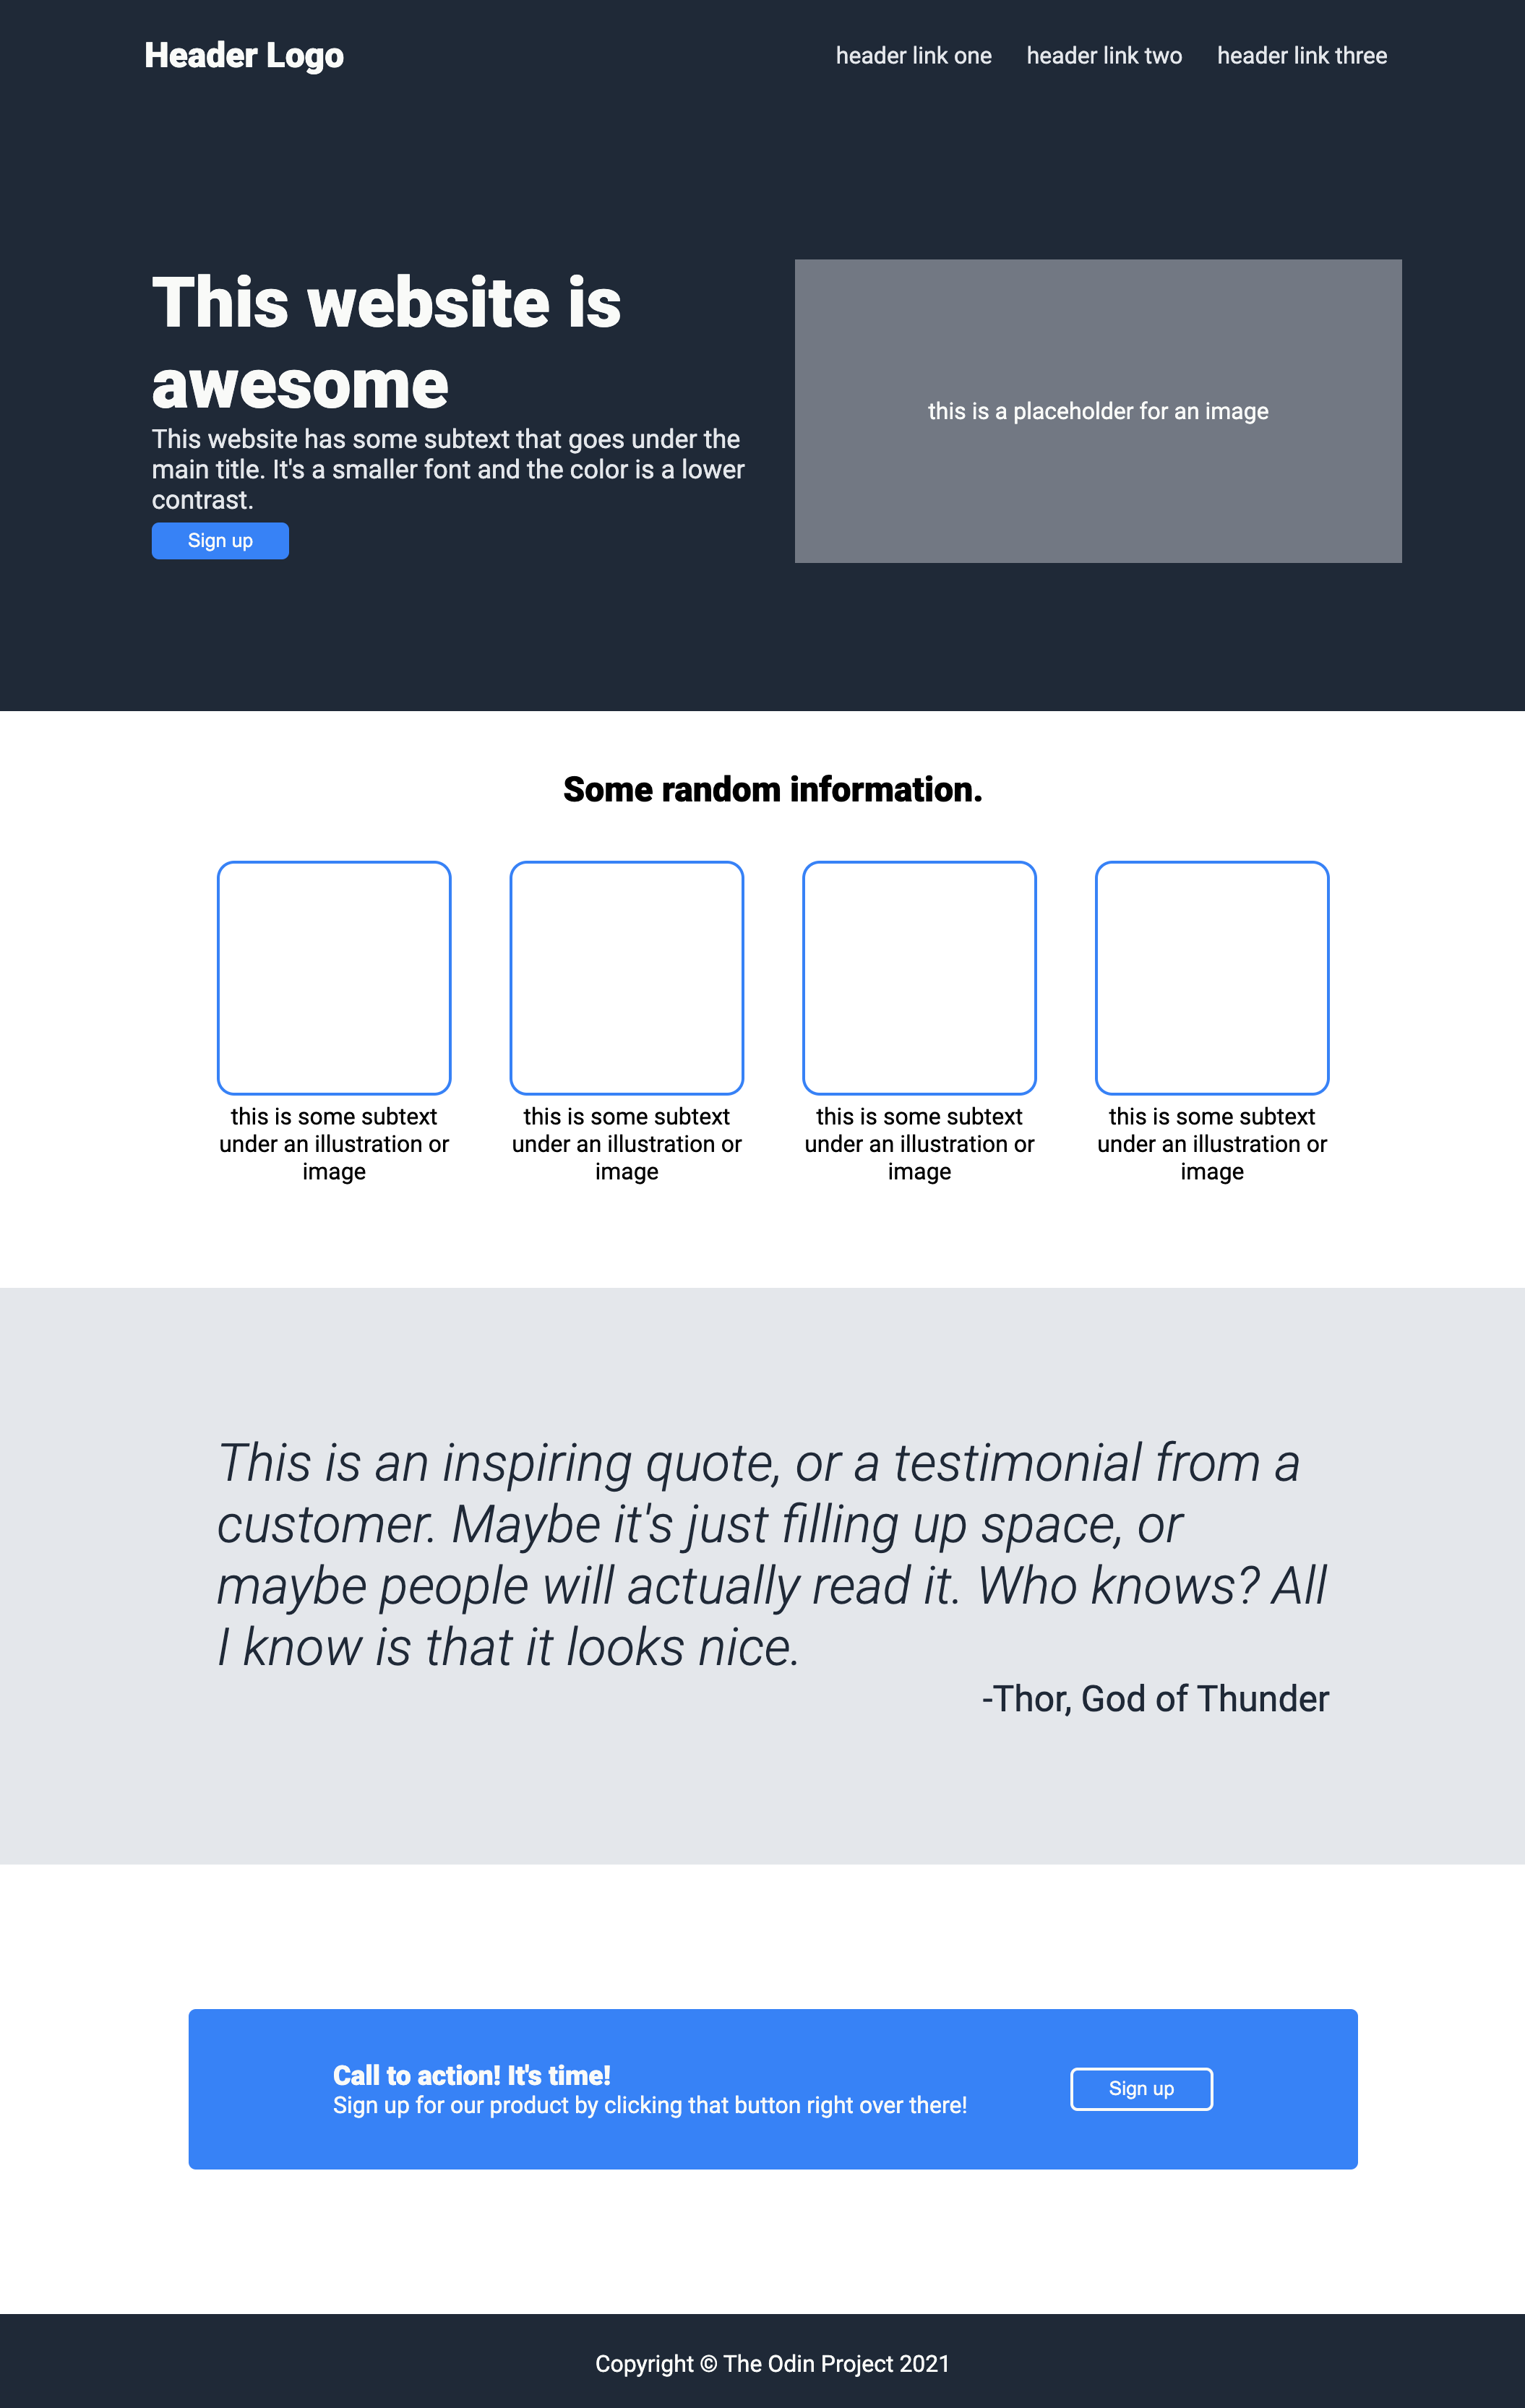 Header Logo
header link one header link two header link three
This website is
awesome
This website has some subtext that goes under the
main title. It's a smaller font and the color is a lower
contrast.
Sign up
this is a placeholder for an image
Some random information.
this is some subtext
under an illustration or
image
this is some subtext
under an illustration or
image
this is some subtext
under an illustration or
image
this is some subtext
under an illustration or
image
This is an inspiring quote, or a testimonial from a
customer. Maybe it's just filling up space, or
maybe people will actually read it. Who knows? All
I know is that it looks nice.
-Thor, God of Thunder
Call to action! It's time!
Sign up for our product by clicking that button right over there!
Sign up
Copyright © The Odin Project 2021